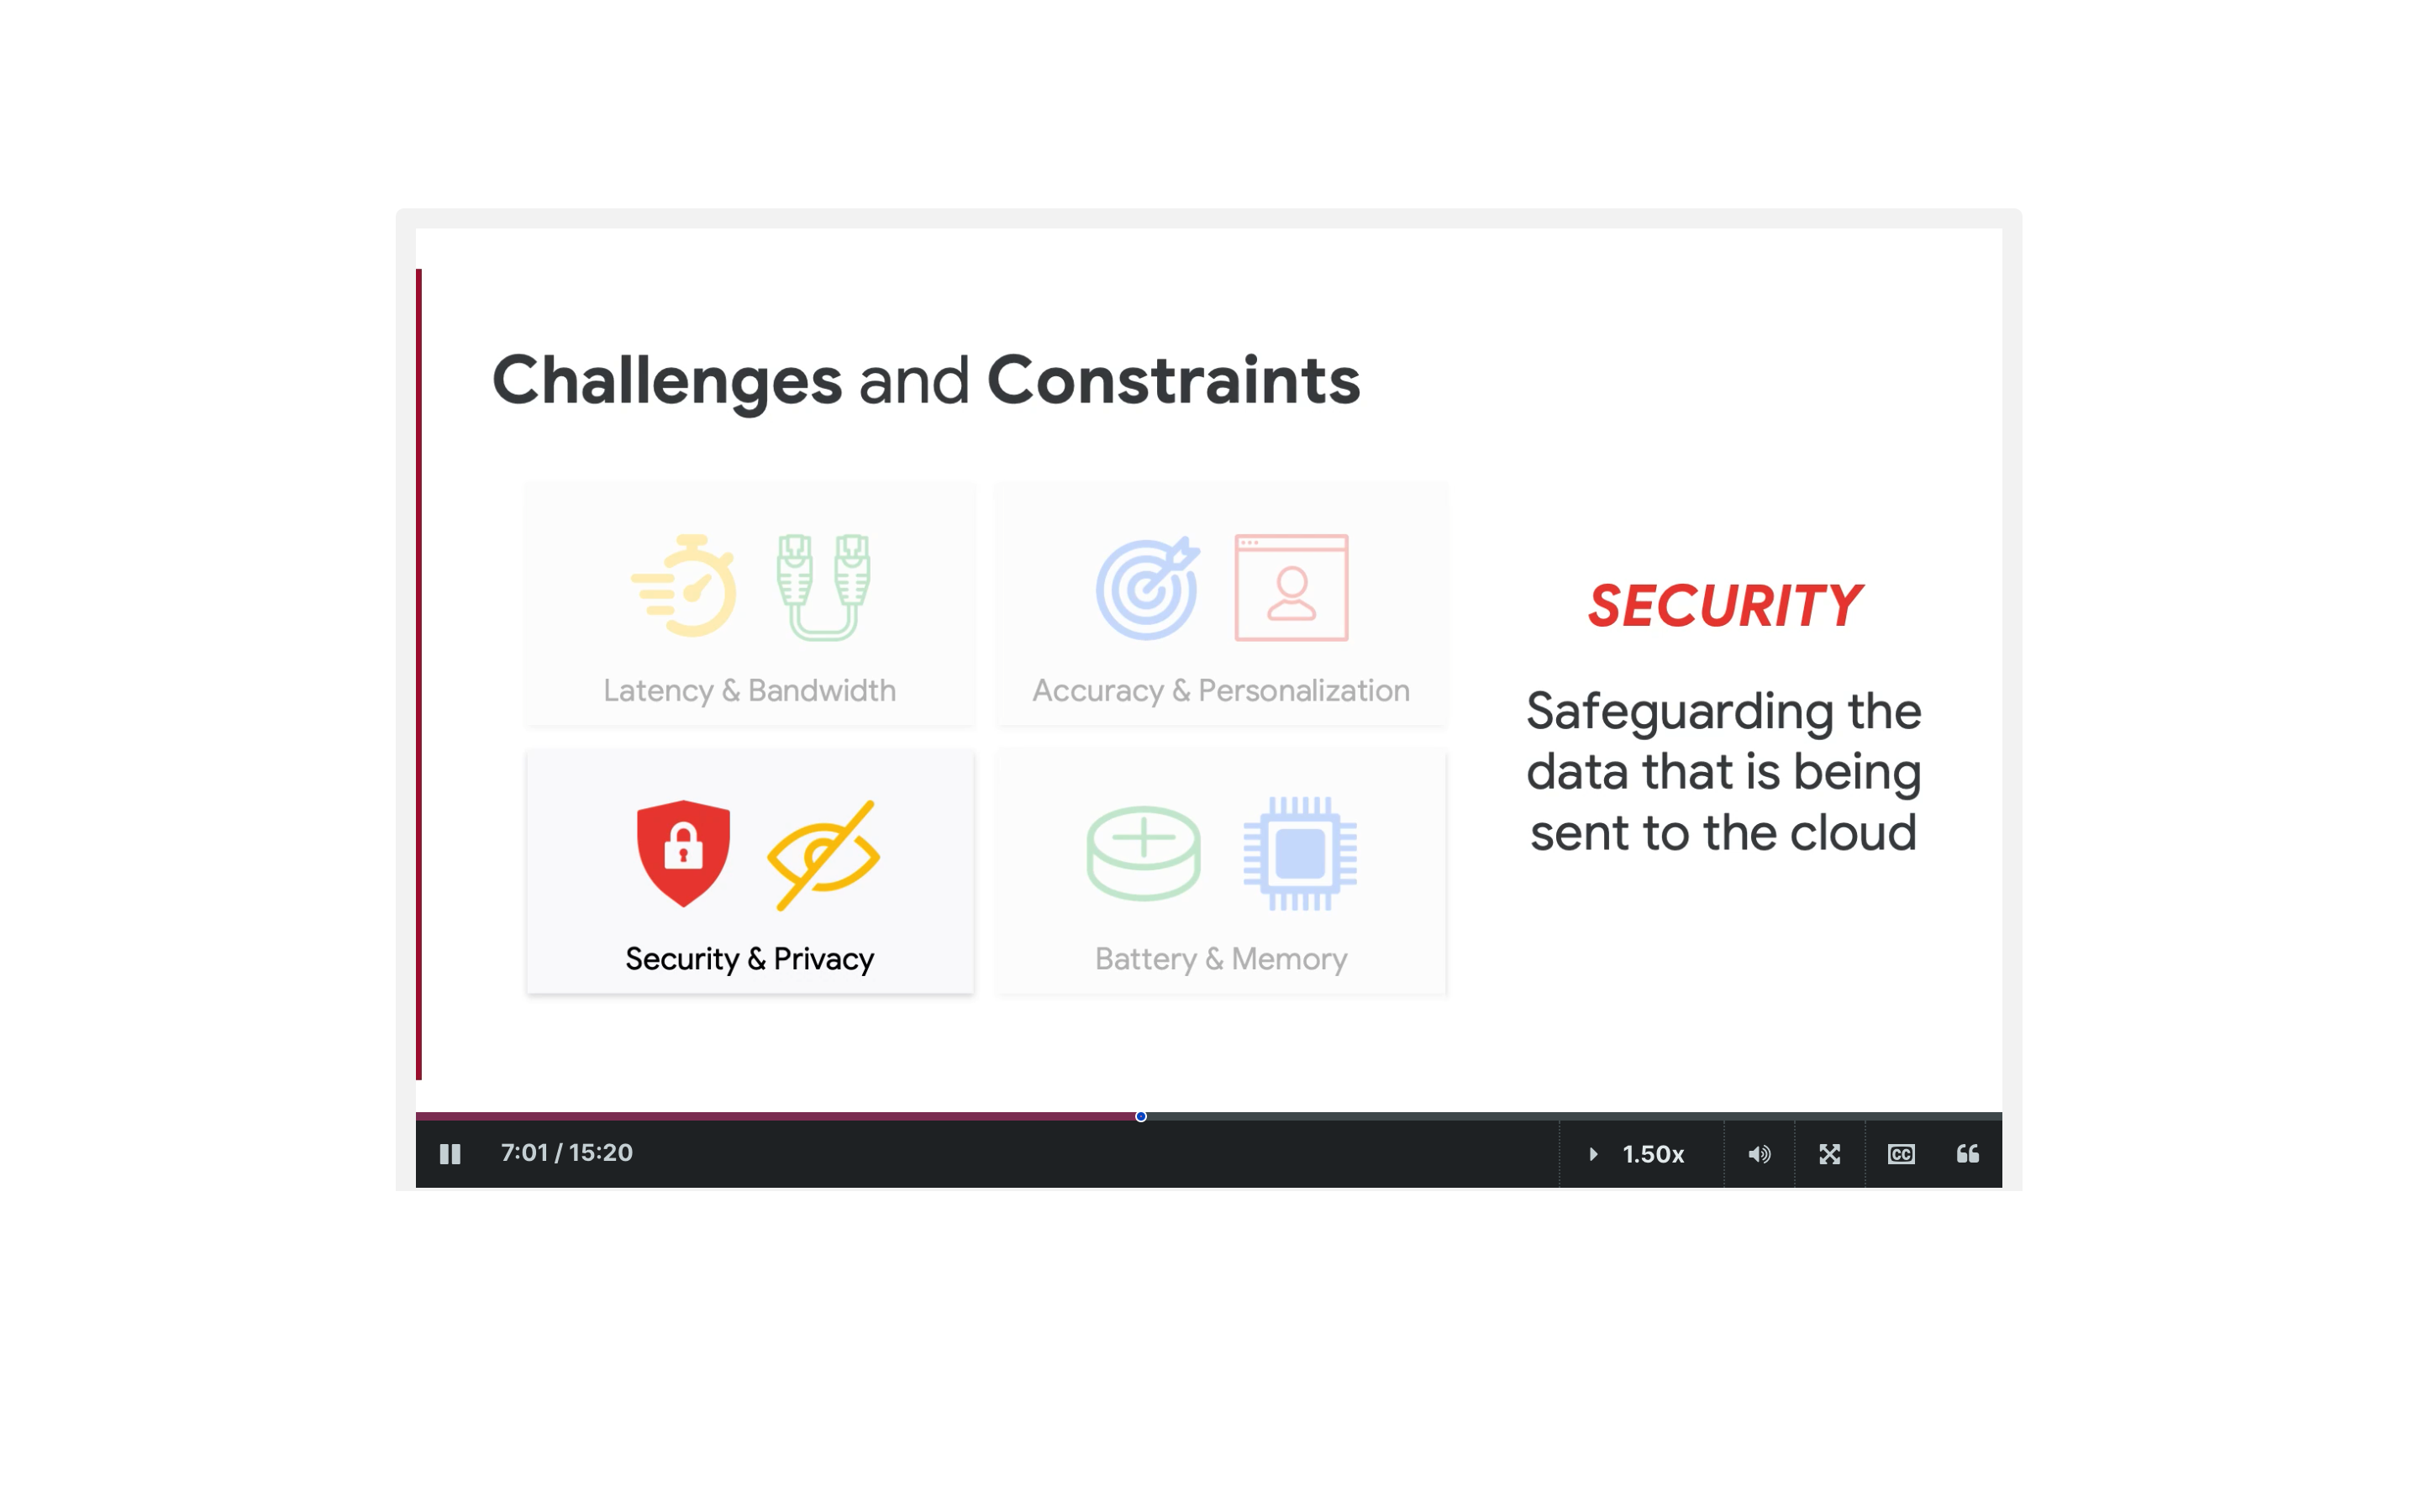 Challenges and Constraints
Latency & Bandwidth
Accuracy & Personalization
Security & Privacy
Battery & Memory
SECURITY
Safeguarding the
data that is being
sent to the cloud
7:01 / 15:20
1.50x
CC